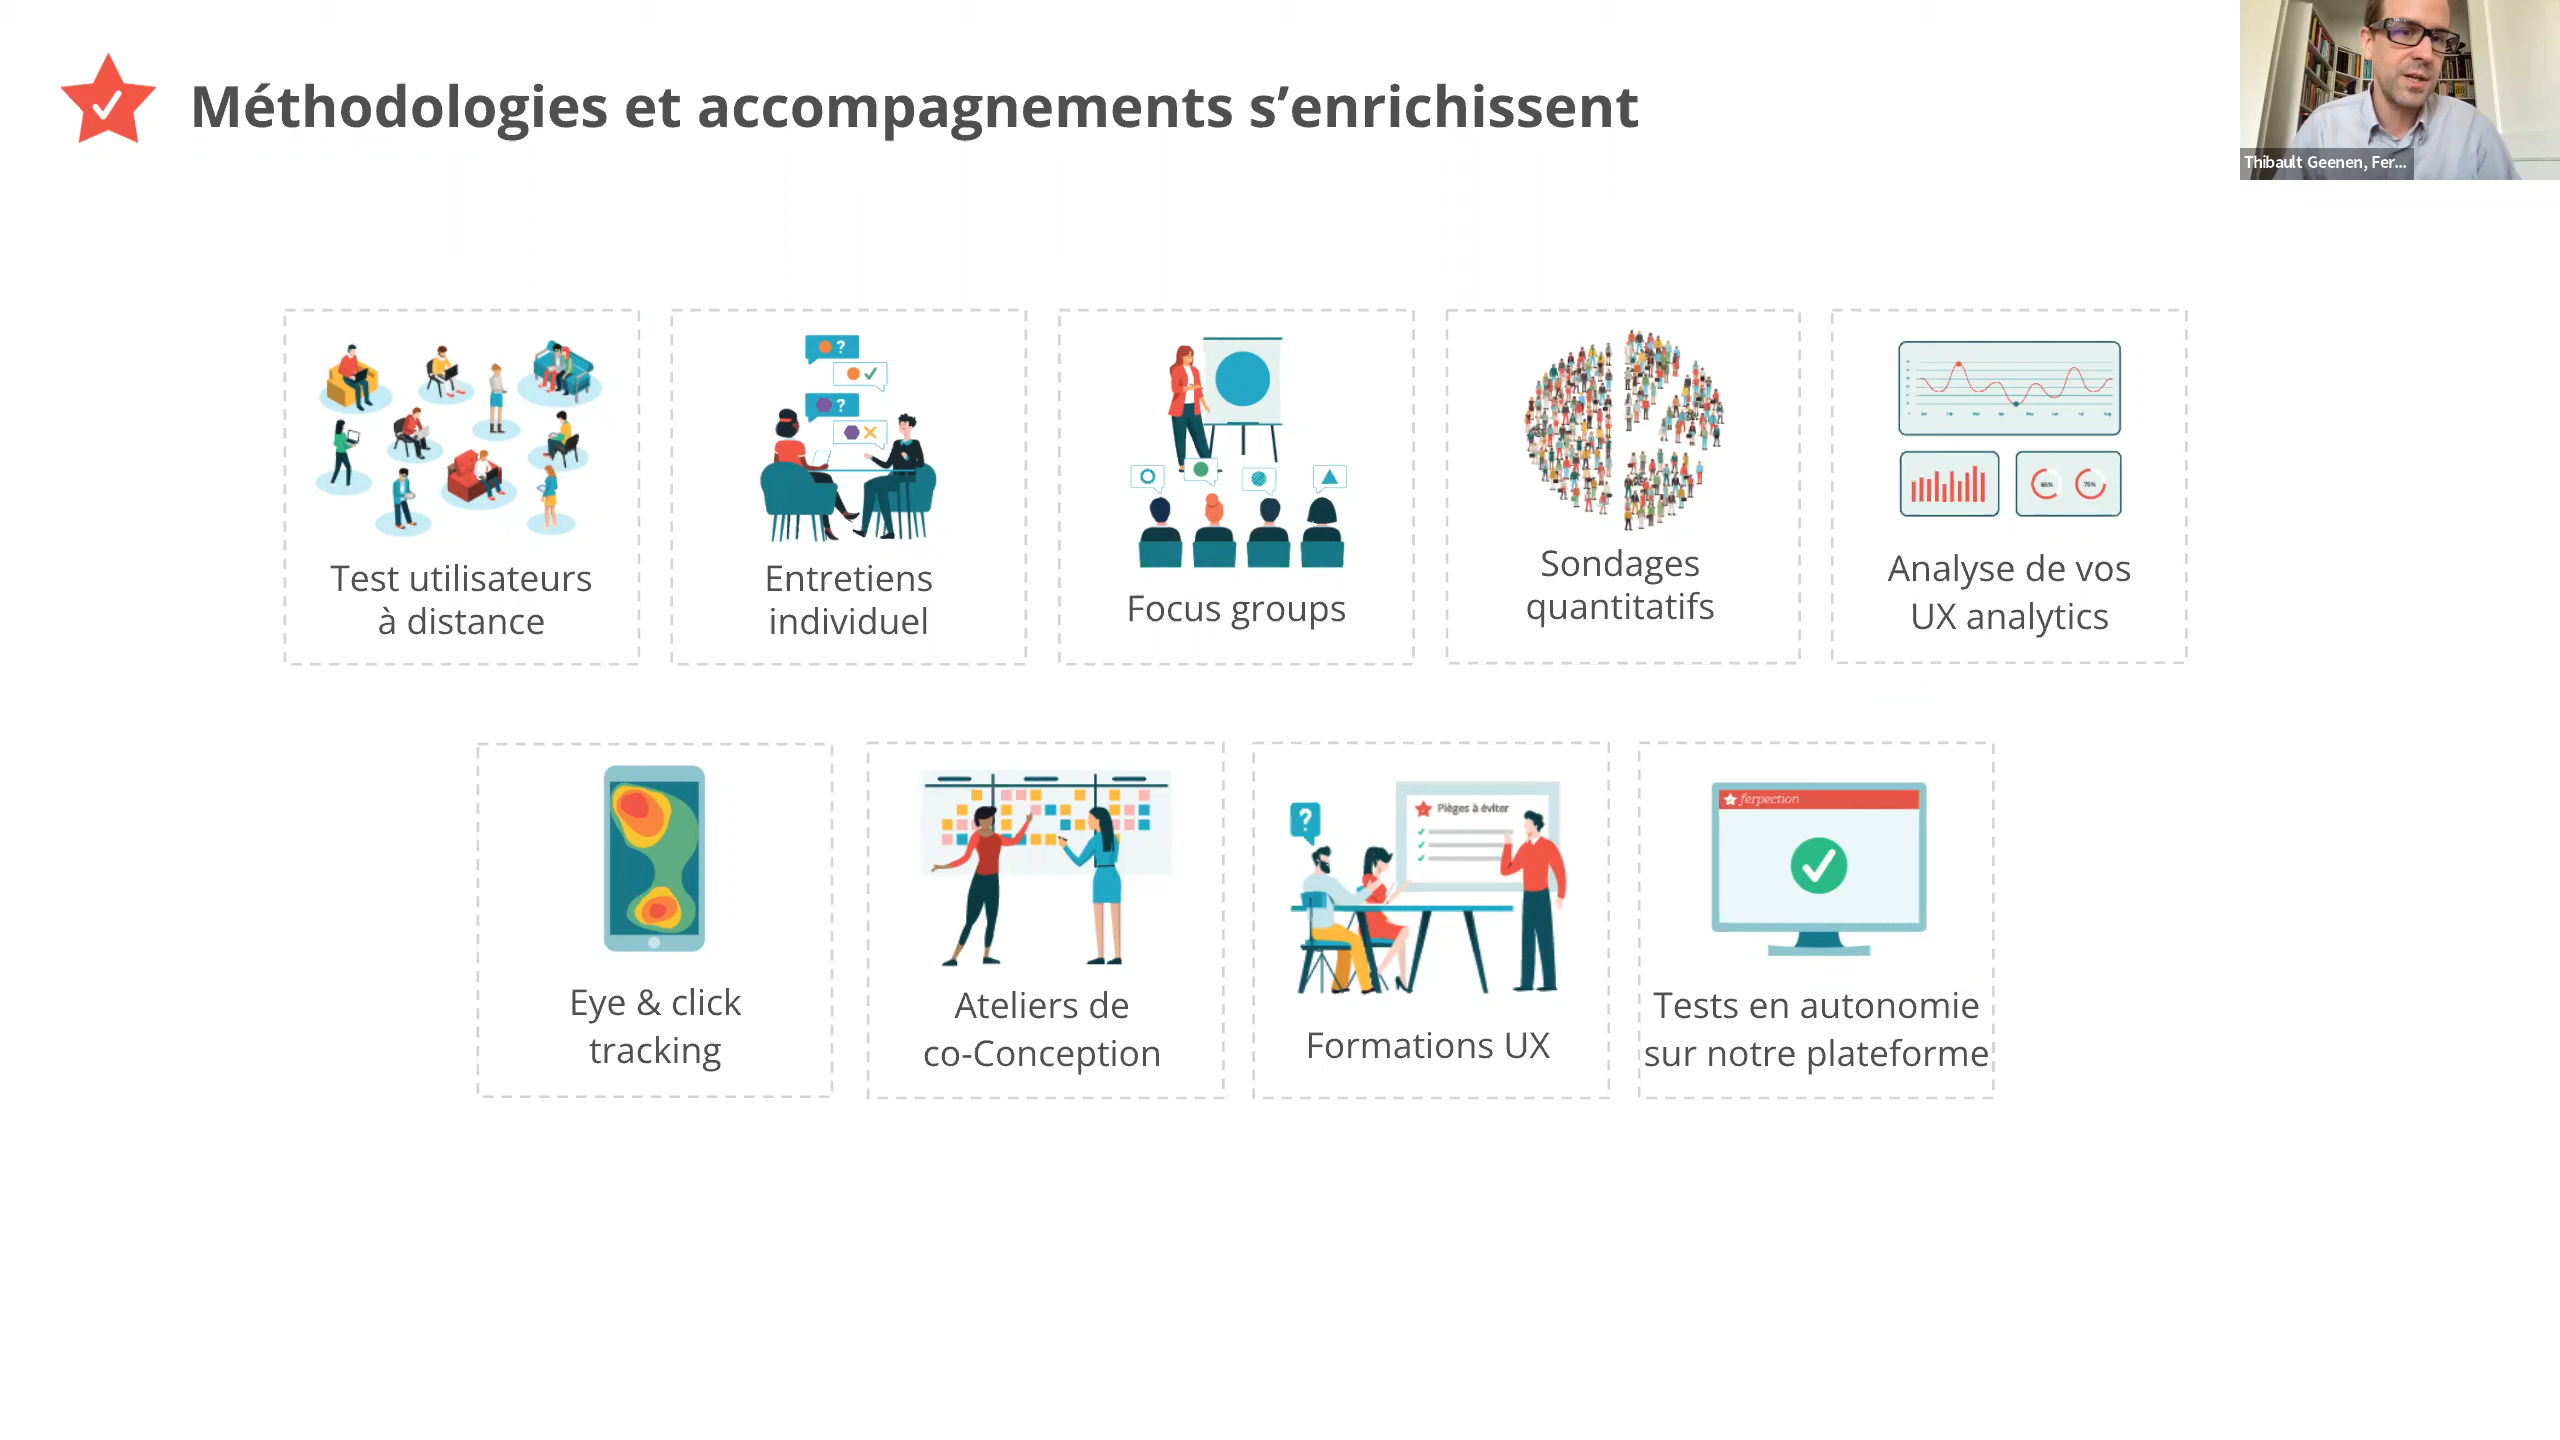 Méthodologies et accompagnements s’enrichissent
Thibault Geenen, Fer...
? 
?
Test utilisateurs
à distance
Entretiens
individuel
Focus groups
Sondages
quantitatifs
65%
75%
Analyse de vos
UX analytics
Eye & click
tracking
Ateliers de
co-Conception
?
Pièges à éviter
Formations UX
ferpection
Tests en autonomie
sur notre plateforme